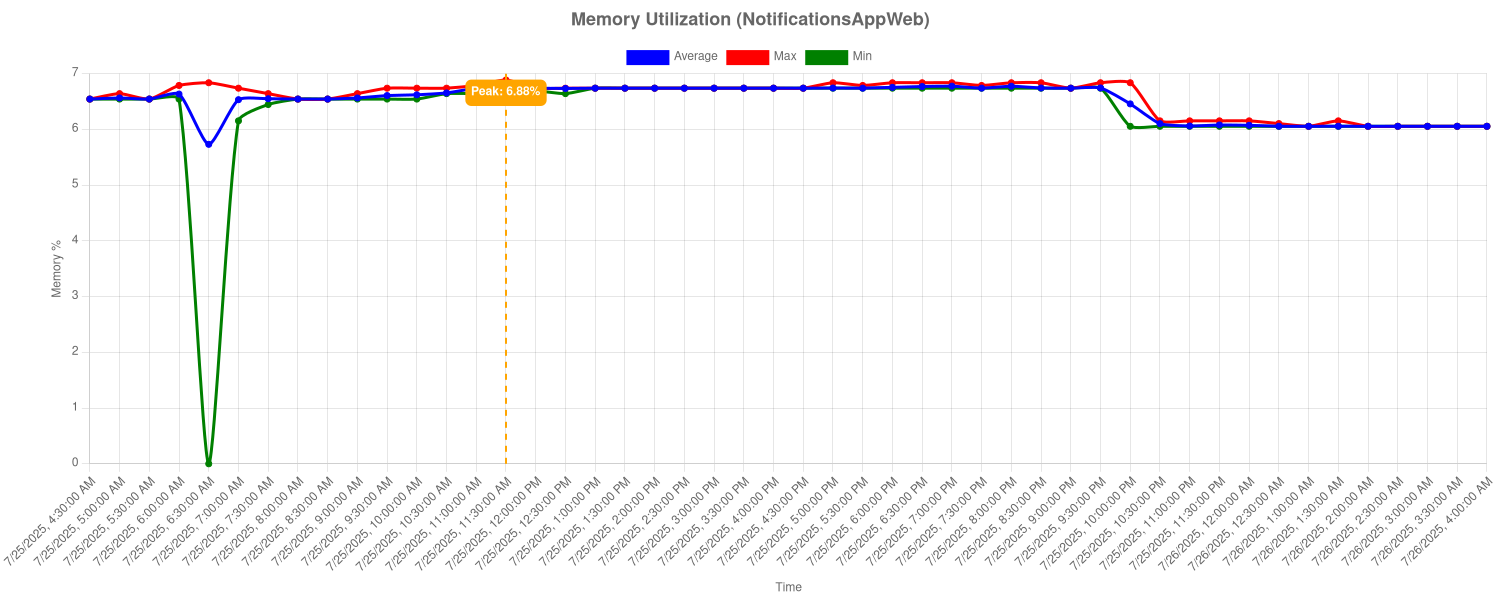 Memory Utilization (NotificationsAppWeb)
Average Max Min
Peak: 6.88%
7
6
5
4
3
2
1
0
Memory %
7/25/2025, 4:30:00 AM
7/25/2025, 5:00:00 AM
7/25/2025, 5:30:00 AM
7/25/2025, 6:00:00 AM
7/25/2025, 6:30:00 AM
7/25/2025, 7:00:00 AM
7/25/2025, 7:30:00 AM
7/25/2025, 8:00:00 AM
7/25/2025, 8:30:00 AM
7/25/2025, 9:00:00 AM
7/25/2025, 9:30:00 AM
7/25/2025, 10:00:00 AM
7/25/2025, 10:30:00 AM
7/25/2025, 11:00:00 AM
7/25/2025, 11:30:00 AM
7/25/2025, 12:00:00 PM
7/25/2025, 12:30:00 PM
7/25/2025, 1:00:00 PM
7/25/2025, 1:30:00 PM
7/25/2025, 2:00:00 PM
7/25/2025, 2:30:00 PM
7/25/2025, 3:00:00 PM
7/25/2025, 3:30:00 PM
7/25/2025, 4:00:00 PM
7/25/2025, 4:30:00 PM
7/25/2025, 5:00:00 PM
7/25/2025, 5:30:00 PM
7/25/2025, 6:00:00 PM
7/25/2025, 6:30:00 PM
7/25/2025, 7:00:00 PM
7/25/2025, 7:30:00 PM
7/25/2025, 8:00:00 PM
7/25/2025, 8:30:00 PM
7/25/2025, 9:00:00 PM
7/25/2025, 9:30:00 PM
7/25/2025, 10:00:00 PM
7/25/2025, 10:30:00 PM
7/25/2025, 11:00:00 PM
7/25/2025, 11:30:00 PM
7/26/2025, 12:00:00 AM
7/26/2025, 12:30:00 AM
7/26/2025, 1:00:00 AM
7/26/2025, 1:30:00 AM
7/26/2025, 2:00:00 AM
7/26/2025, 2:30:00 AM
7/26/2025, 3:00:00 AM
7/26/2025, 3:30:00 AM
7/26/2025, 4:00:00 AM
Time